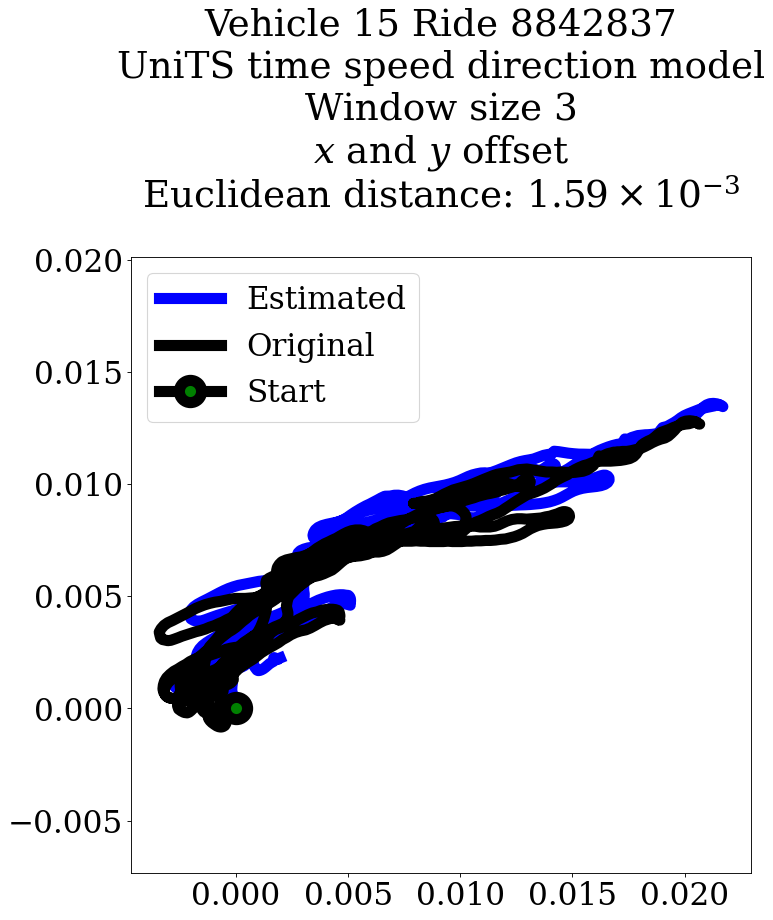 Vehicle 15 Ride 8842837
UniTS time speed direction model
Window size 3
x and y offset
Euclidean distance: 1.59 × 10⁻³
0.020
0.015
0.010
0.005
0.000
−0.005
Estimated
Original
Start
0.000 0.005 0.010 0.015 0.020